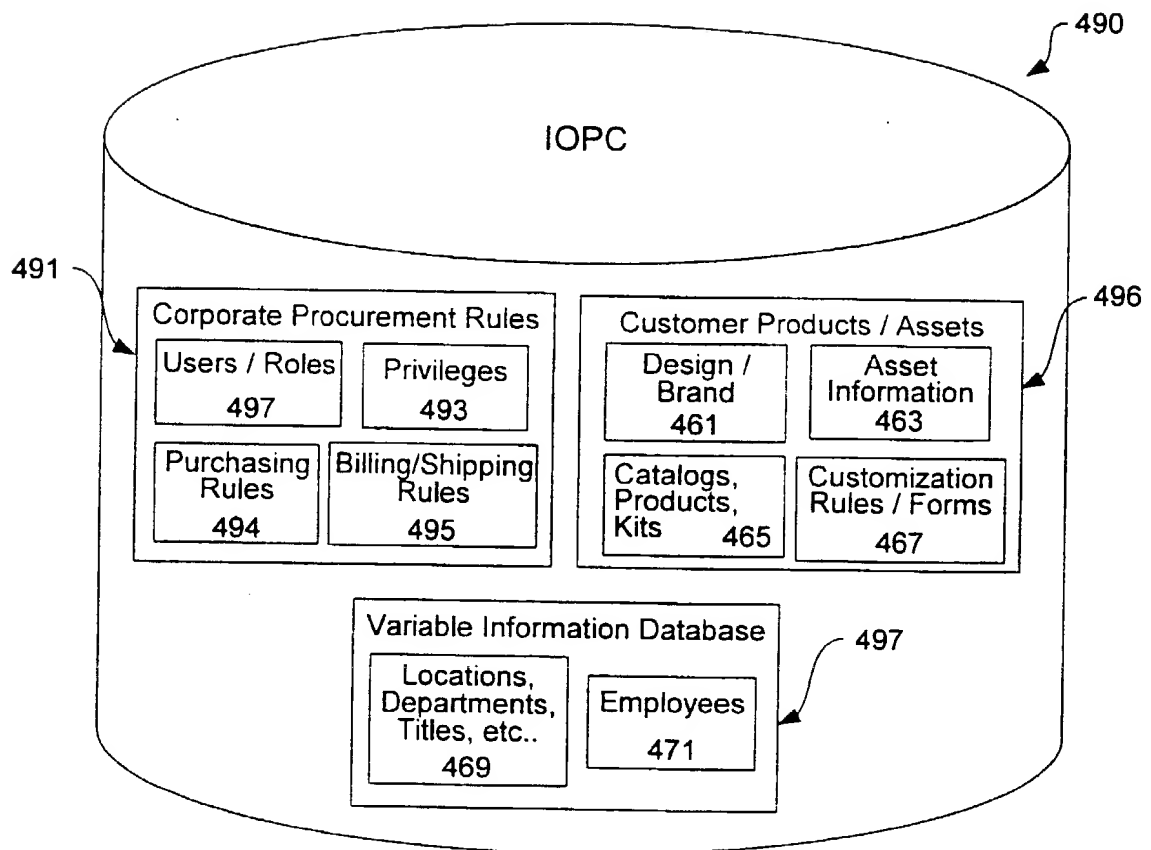 490
IOPC
491
Corporate Procurement Rules
Users / Roles
497
Privileges
493
Purchasing
Rules
494
Billing/Shipping
Rules
495
496
Customer Products / Assets
Design /
Brand
461
Asset
Information
463
Catalogs,
Products,
Kits
465
Customization
Rules / Forms
467
497
Variable Information Database
Locations,
Departments,
Titles, etc..
469
Employees
471